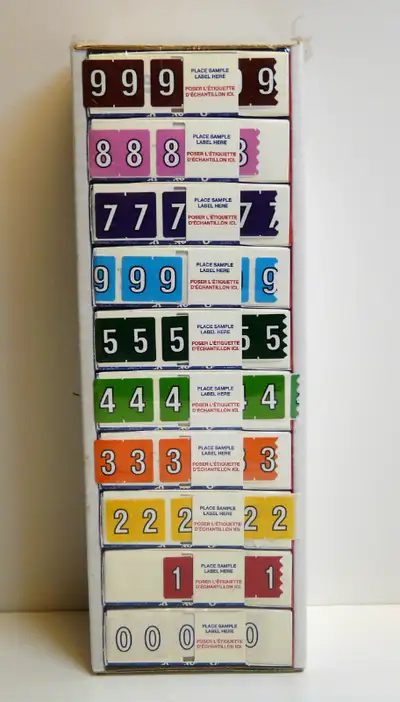 9 9 9 9
PLACE SAMPLE
LABEL HERE
POSER L'ÉTIQUETTE
D'ÉCHANTILLON ICI.
8 8 8 8
PLACE SAMPLE
LABEL HERE
POSER L'ÉTIQUETTE
D'ÉCHANTILLON ICI.
7 7 7 7 7
PLACE SAMPLE
LABEL HERE
POSER L'ÉTIQUETTE
D'ÉCHANTILLON ICI.
9 9 9 9
PLACE SAMPLE
LABEL HERE
POSER L'ÉTIQUETTE
D'ÉCHANTILLON ICI.
5 5 5 5 5
PLACE SAMPLE
LABEL HERE
POSER L'ÉTIQUETTE
D'ÉCHANTILLON ICI.
4 4 4 4
PLACE SAMPLE
LABEL HERE
POSER L'ÉTIQUETTE
D'ÉCHANTILLON ICI.
3 3 3 3
PLACE SAMPLE
LABEL HERE
POSER L'ÉTIQUETTE
D'ÉCHANTILLON ICI.
2 2 2 2 2
PLACE SAMPLE
LABEL HERE
POSER L'ÉTIQUETTE
D'ÉCHANTILLON ICI.
1 1
PLACE SAMPLE
LABEL HERE
POSER L'ÉTIQUETTE
D'ÉCHANTILLON ICI.
0 0 0 0
PLACE SAMPLE
LABEL HERE
POSER L'ÉTIQUETTE
D'ÉCHANTILLON ICI.